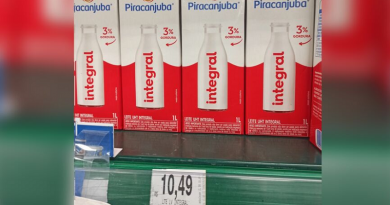 Piracanjuba
Piracanjuba®
Piracanjuba®
Piracanjuba®
3%
GORDURA
3%
GORDURA
3%
GORDURA
integral
integral
integral
integral
1L
1L
1L
LEITE UHT INTEGRAL
LEITE UHT INTEGRAL
LEITE UHT INTEGRAL
10,49